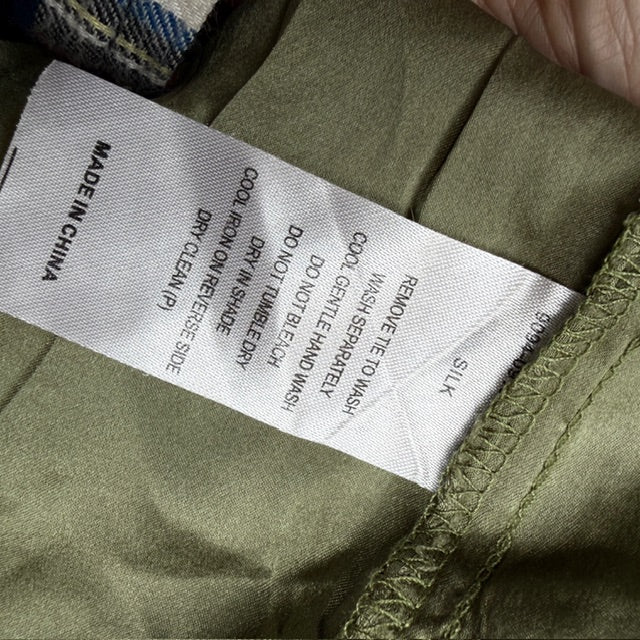 SILK
REMOVE TIE TO WASH
WASH SEPARATELY
COOL GENTLE HAND WASH
DO NOT BLEACH
DO NOT TUMBLE DRY
DRY IN SHADE
COOL IRON ON REVERSE SIDE
DRY CLEAN (P)
MADE IN CHINA